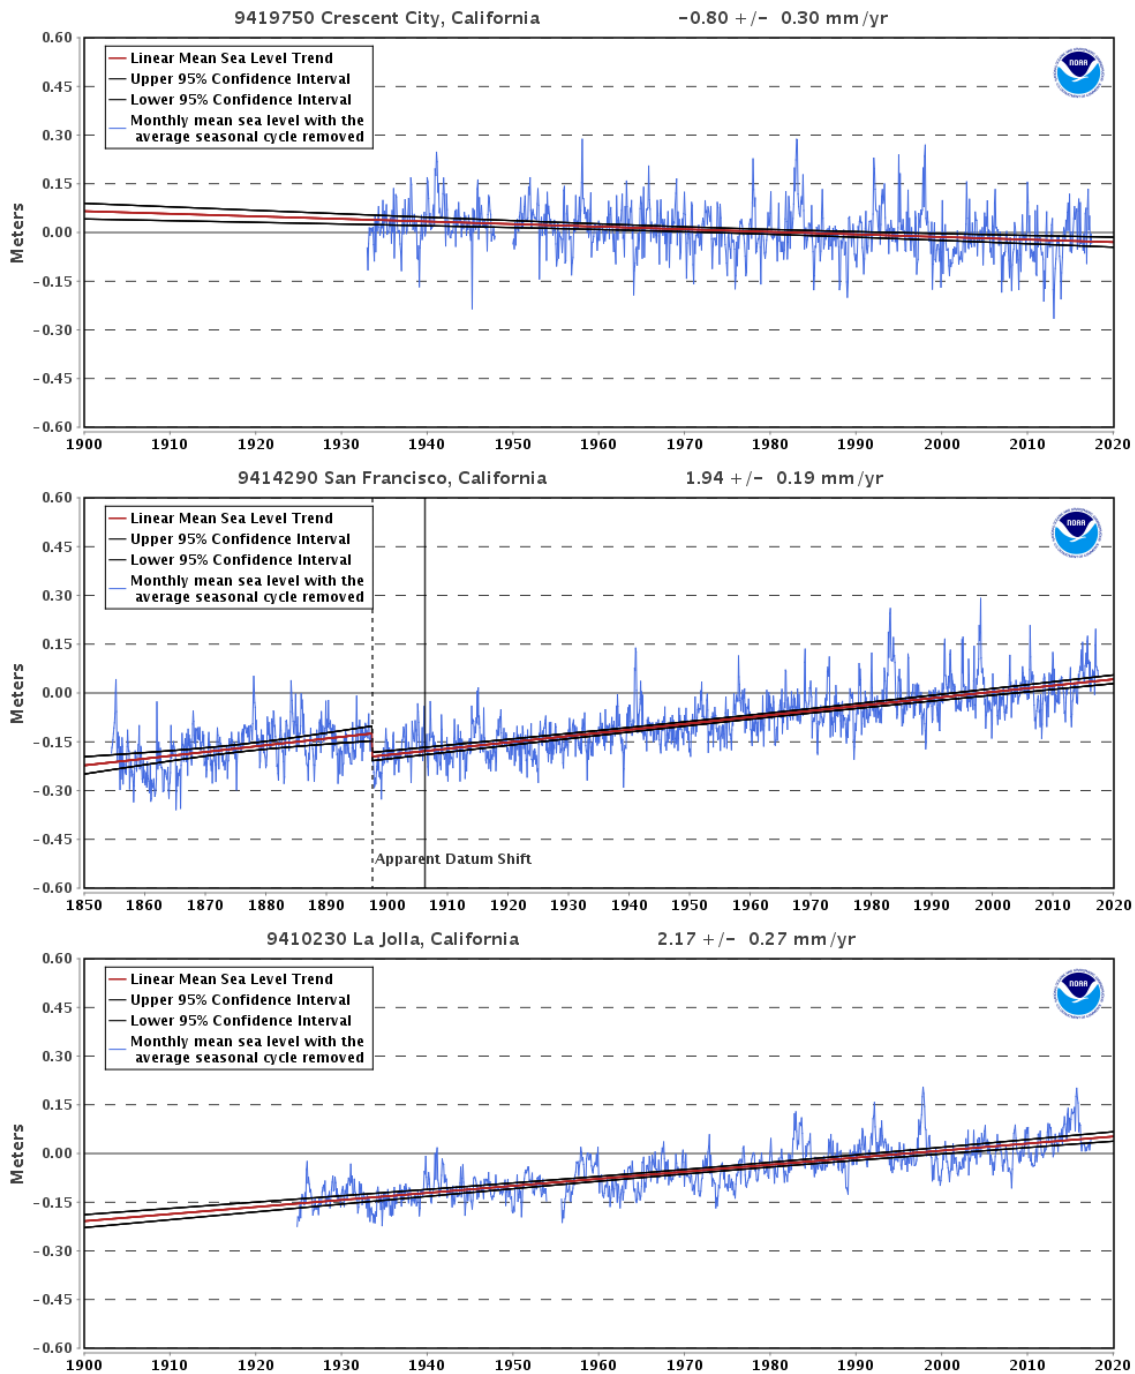 9419750 Crescent City, California −0.80 +/− 0.30 mm/yr
0.60
0.45
0.30
0.15
0.00
−0.15
−0.30
−0.45
−0.60
Meters
Linear Mean Sea Level Trend
Upper 95% Confidence Interval
Lower 95% Confidence Interval
Monthly mean sea level with the
average seasonal cycle removed
NOAA
1900 1910 1920 1930 1940 1950 1960 1970 1980 1990 2000 2010 2020
9414290 San Francisco, California 1.94 +/− 0.19 mm/yr
0.60
0.45
0.30
0.15
0.00
−0.15
−0.30
−0.45
−0.60
Meters
Linear Mean Sea Level Trend
Upper 95% Confidence Interval
Lower 95% Confidence Interval
Monthly mean sea level with the
average seasonal cycle removed
NOAA
Apparent Datum Shift
1850 1860 1870 1880 1890 1900 1910 1920 1930 1940 1950 1960 1970 1980 1990 2000 2010 2020
9410230 La Jolla, California 2.17 +/− 0.27 mm/yr
0.60
0.45
0.30
0.15
0.00
−0.15
−0.30
−0.45
−0.60
Meters
Linear Mean Sea Level Trend
Upper 95% Confidence Interval
Lower 95% Confidence Interval
Monthly mean sea level with the
average seasonal cycle removed
NOAA
1900 1910 1920 1930 1940 1950 1960 1970 1980 1990 2000 2010 2020